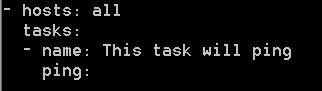 - hosts: all
  tasks:
  - name: This task will ping
    ping: